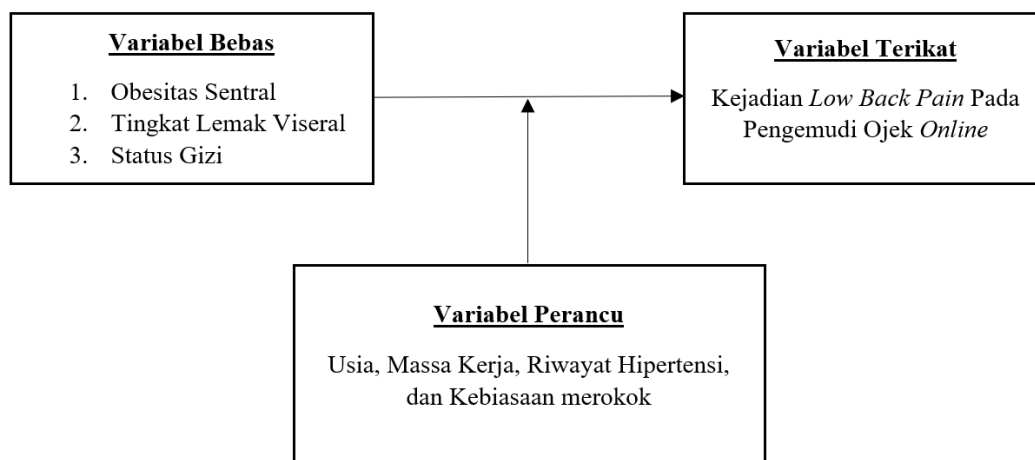 Variabel Bebas
1. Obesitas Sentral
2. Tingkat Lemak Viseral
3. Status Gizi
Variabel Terikat
Kejadian Low Back Pain Pada
Pengemudi Ojek Online
Variabel Perancu
Usia, Massa Kerja, Riwayat Hipertensi,
dan Kebiasaan merokok